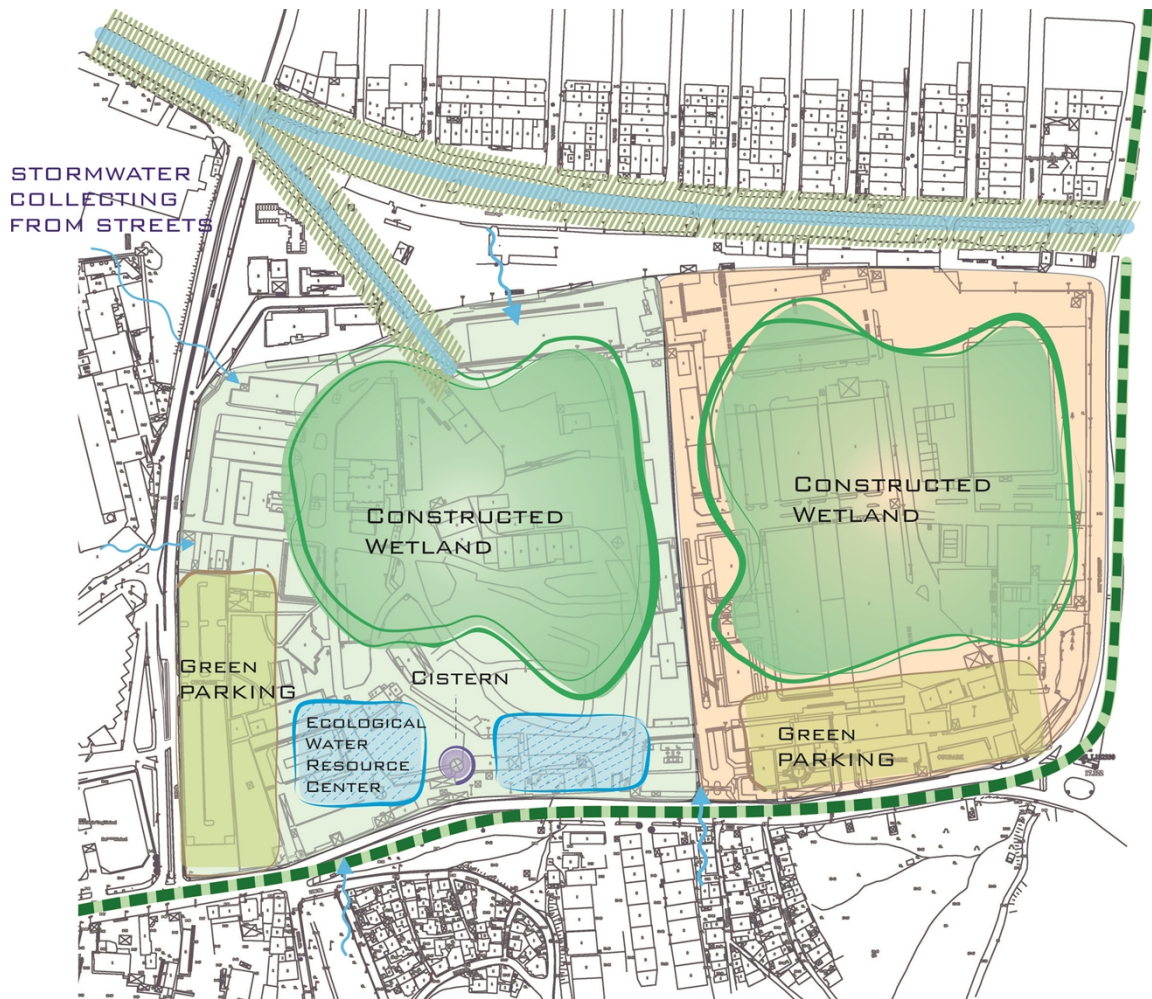 STORMWATER
COLLECTING
FROM STREETS
CONSTRUCTED
WETLAND
CONSTRUCTED
WETLAND
GREEN
PARKING
CISTERN
ECOLOGICAL
WATER
RESOURCE
CENTER
GREEN
PARKING